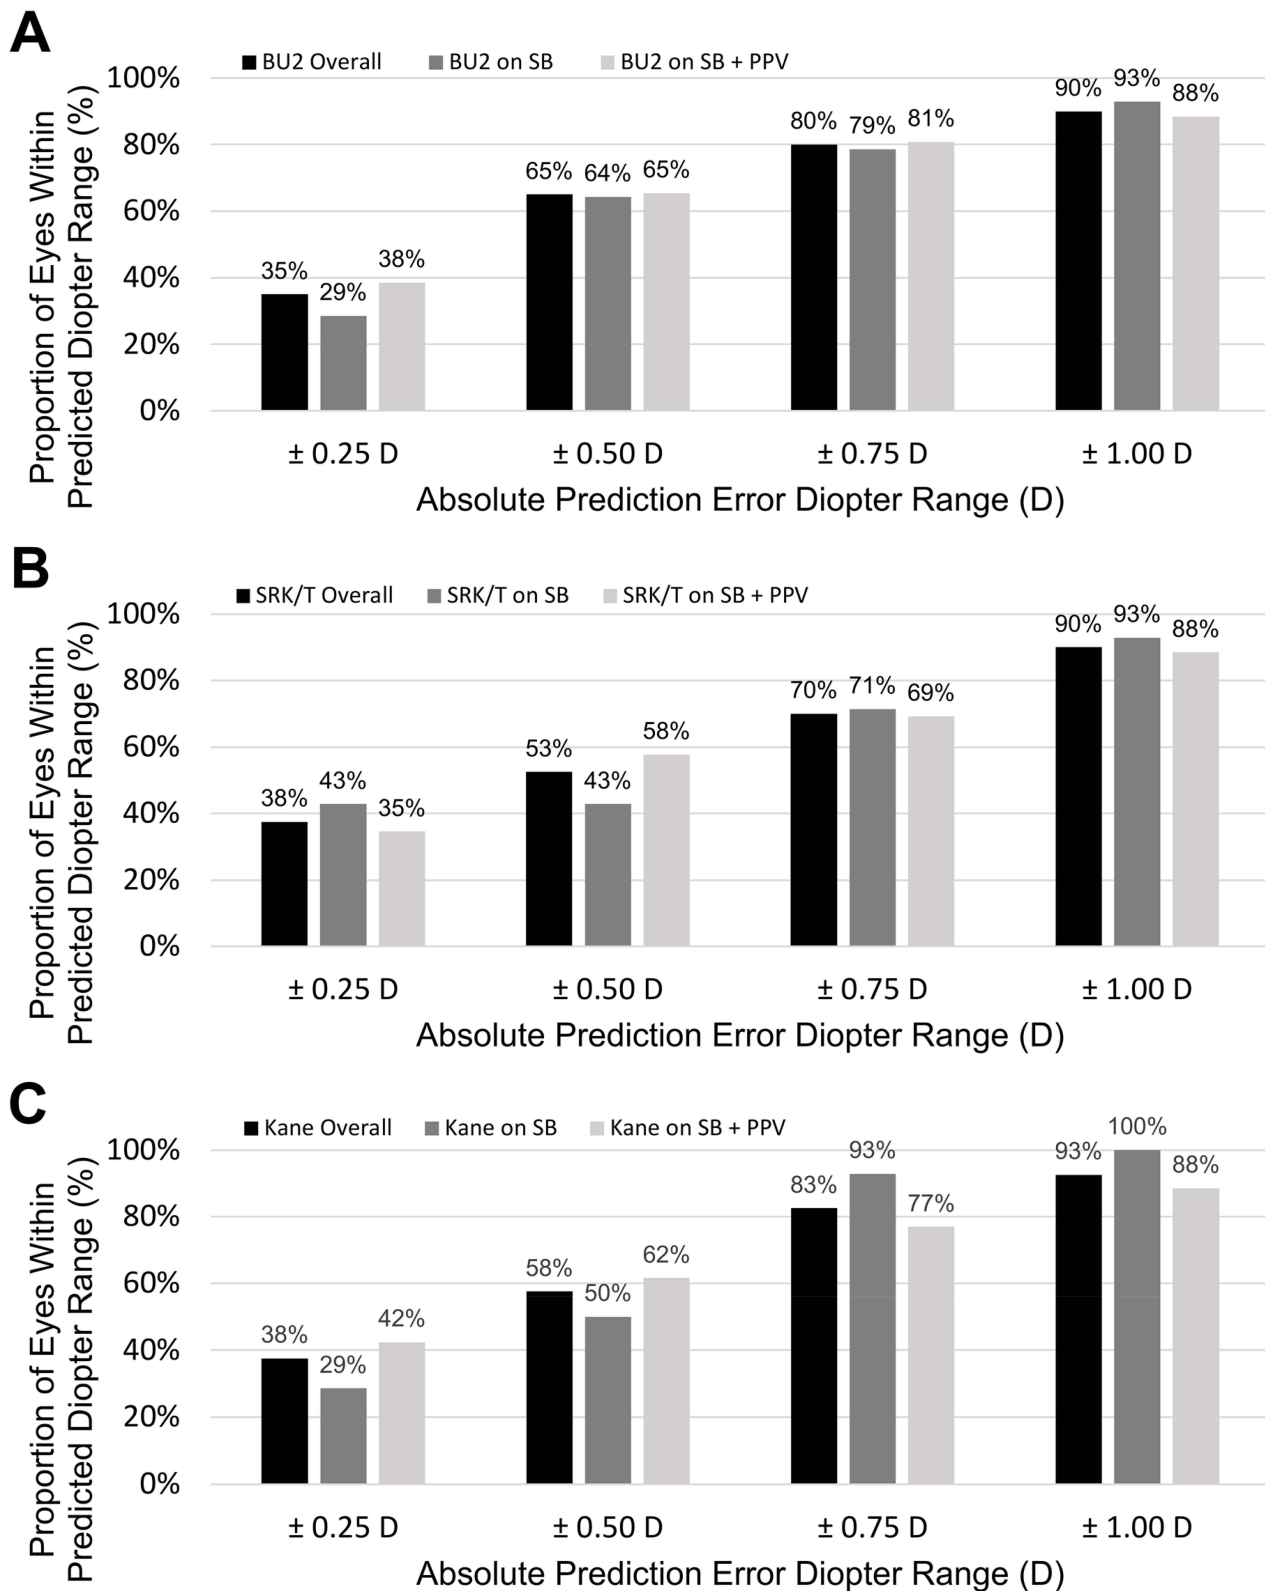 A
BU2 Overall BU2 on SB BU2 on SB + PPV
Proportion of Eyes Within
Predicted Diopter Range (%)
100%
80%
60%
40%
20%
0%
35% 29% 38%
65% 64% 65%
80% 79% 81%
90% 93% 88%
± 0.25 D ± 0.50 D ± 0.75 D ± 1.00 D
Absolute Prediction Error Diopter Range (D)
B
SRK/T Overall SRK/T on SB SRK/T on SB + PPV
Proportion of Eyes Within
Predicted Diopter Range (%)
100%
80%
60%
40%
20%
0%
38% 43% 35%
53% 43% 58%
70% 71% 69%
90% 93% 88%
± 0.25 D ± 0.50 D ± 0.75 D ± 1.00 D
Absolute Prediction Error Diopter Range (D)
C
Kane Overall Kane on SB Kane on SB + PPV
Proportion of Eyes Within
Predicted Diopter Range (%)
100%
80%
60%
40%
20%
0%
38% 29% 42%
58% 50% 62%
83% 93% 77%
93% 100% 88%
± 0.25 D ± 0.50 D ± 0.75 D ± 1.00 D
Absolute Prediction Error Diopter Range (D)